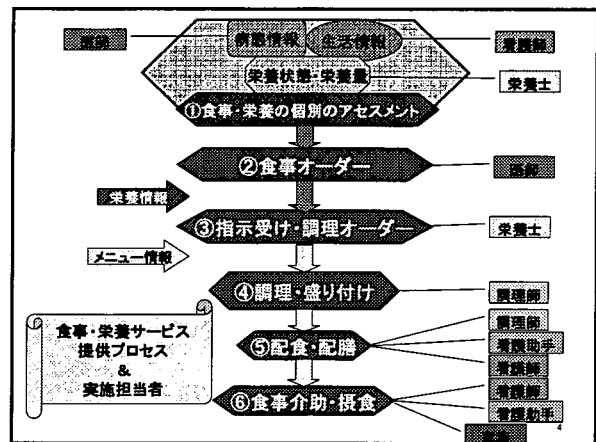 医師
病態情報
生活情報
看護師
栄養状態・栄養量
栄養士
①食事・栄養の個別のアセスメント
②食事オーダー
医師
栄養情報
③指示受け・調理オーダー
栄養士
メニュー情報
④調理・盛り付け
調理師
食事・栄養サービス
提供プロセス
&
実施担当者
⑤配食・配膳
調理師
看護助手
看護師
⑥食事介助・摂食
看護師
看護助手
4